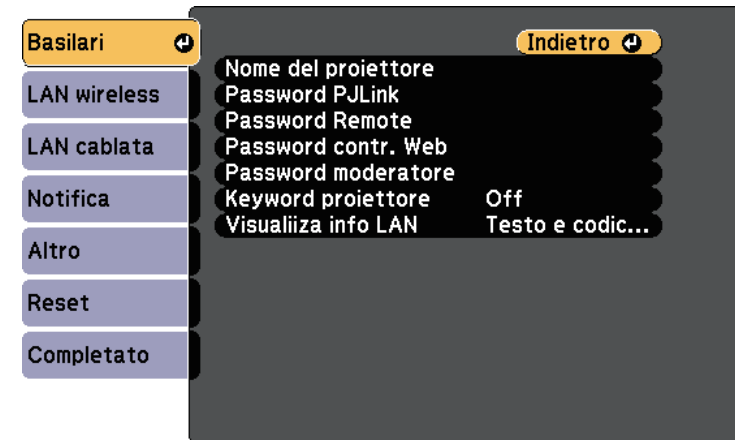 Basilari
LAN wireless
LAN cablata
Notifica
Altro
Reset
Completato
Indietro
Nome del proiettore
Password PJLink
Password Remote
Password contr. Web
Password moderatore
Keyword proiettore Off
Visualiiza info LAN Testo e codic...